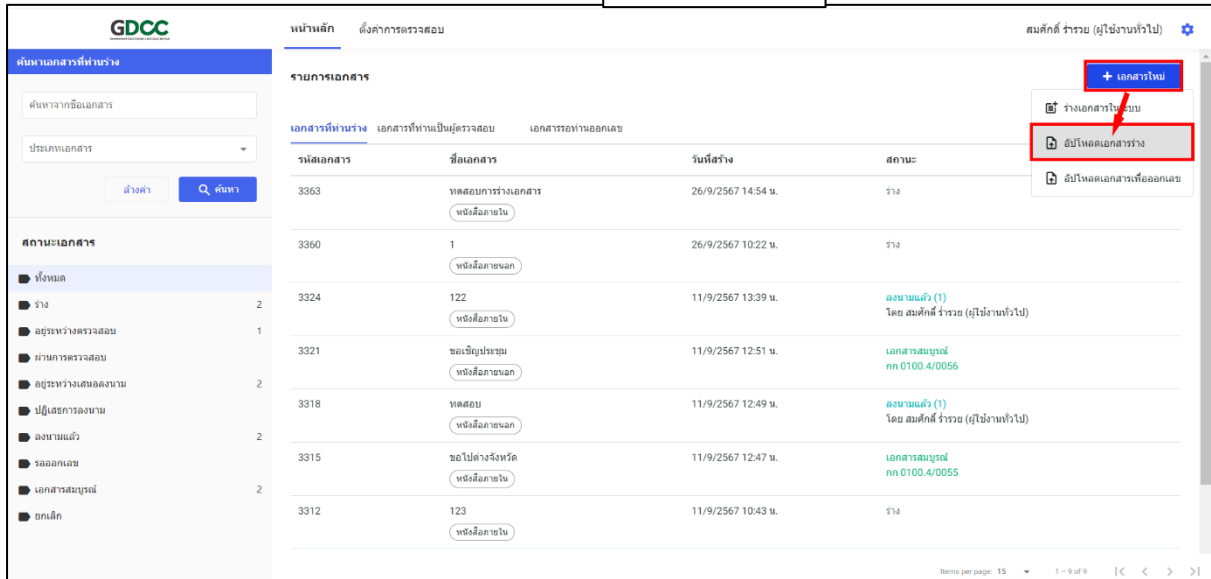 GDCC
หน้าหลัก ตั้งค่าการตรวจสอบ
สมศักดิ์ ร่ำรวย (ผู้ใช้งานทั่วไป)
ค้นหาเอกสารที่ท่านร่าง
ค้นหาจากชื่อเอกสาร
ประเภทเอกสาร
ล้างค่า ค้นหา
สถานะเอกสาร
ทั้งหมด
ร่าง 2
อยู่ระหว่างตรวจสอบ 1
ผ่านการตรวจสอบ
อยู่ระหว่างเสนอลงนาม 2
ปฏิเสธการลงนาม
ลงนามแล้ว 2
รอออกเลข
เอกสารสมบูรณ์ 2
ยกเลิก
รายการเอกสาร
+ เอกสารใหม่
ร่างเอกสารในระบบ
อัปโหลดเอกสารร่าง
อัปโหลดเอกสารเพื่อออกเลข
เอกสารที่ท่านร่าง เอกสารที่ท่านเป็นผู้ตรวจสอบ เอกสารรอท่านออกเลข
รหัสเอกสาร ชื่อเอกสาร วันที่สร้าง สถานะ
3363 ทดสอบการร่างเอกสาร 26/9/2567 14:54 น. ร่าง
หนังสือภายใน
3360 1 26/9/2567 10:22 น. ร่าง
หนังสือภายนอก
3324 122 11/9/2567 13:39 น. ลงนามแล้ว (1)
หนังสือภายใน โดย สมศักดิ์ ร่ำรวย (ผู้ใช้งานทั่วไป)
3321 ขอเชิญประชุม 11/9/2567 12:51 น. เอกสารสมบูรณ์
หนังสือภายนอก กก 0100.4/0056
3318 ทดสอบ 11/9/2567 12:49 น. ลงนามแล้ว (1)
หนังสือภายนอก โดย สมศักดิ์ ร่ำรวย (ผู้ใช้งานทั่วไป)
3315 ขอไปต่างจังหวัด 11/9/2567 12:47 น. เอกสารสมบูรณ์
หนังสือภายใน กก 0100.4/0055
3312 123 11/9/2567 10:43 น. ร่าง
หนังสือภายใน
Items per page: 15 1 – 9 of 9